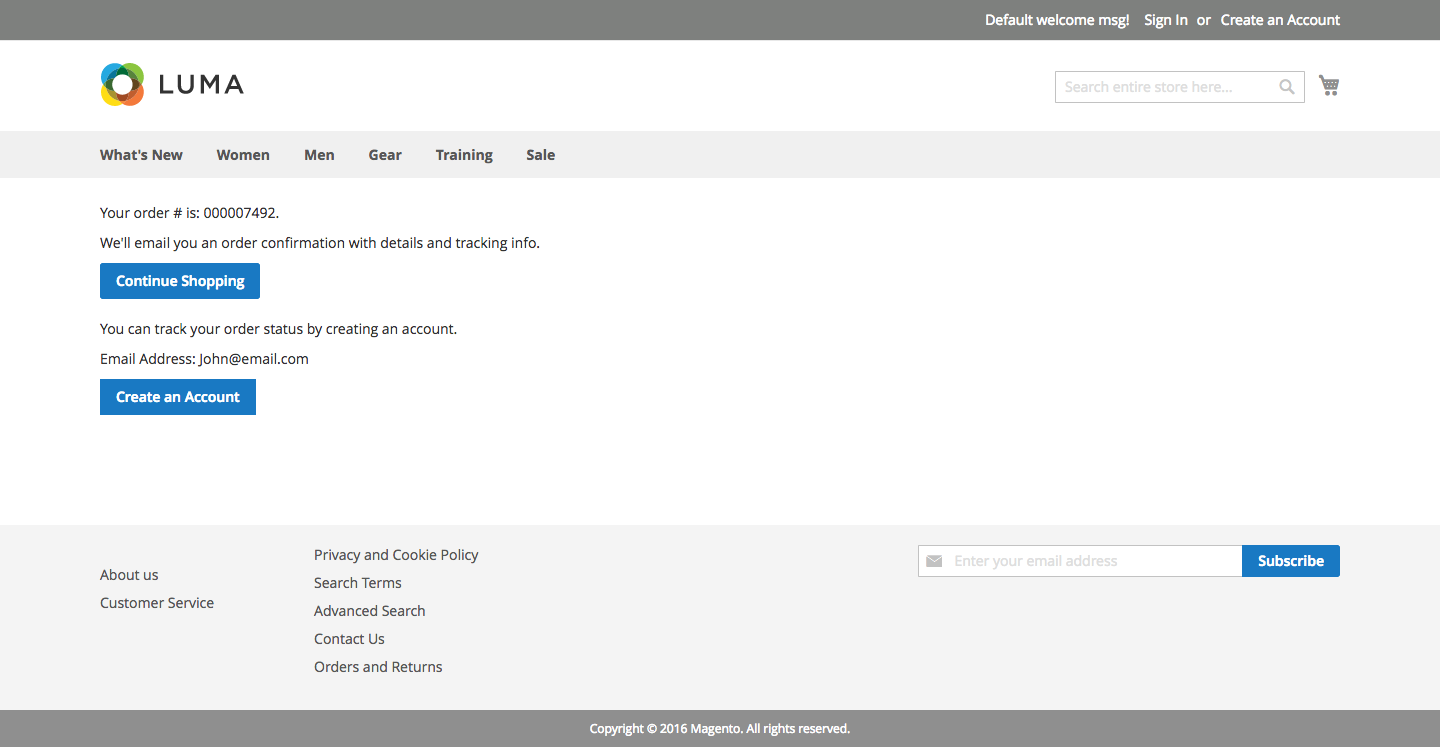 Default welcome msg! Sign In or Create an Account
LUMA
Search entire store here...
What's New Women Men Gear Training Sale
Your order # is: 000007492.
We'll email you an order confirmation with details and tracking info.
Continue Shopping
You can track your order status by creating an account.
Email Address: John@email.com
Create an Account
About us
Customer Service
Privacy and Cookie Policy
Search Terms
Advanced Search
Contact Us
Orders and Returns
Enter your email address Subscribe
Copyright © 2016 Magento. All rights reserved.